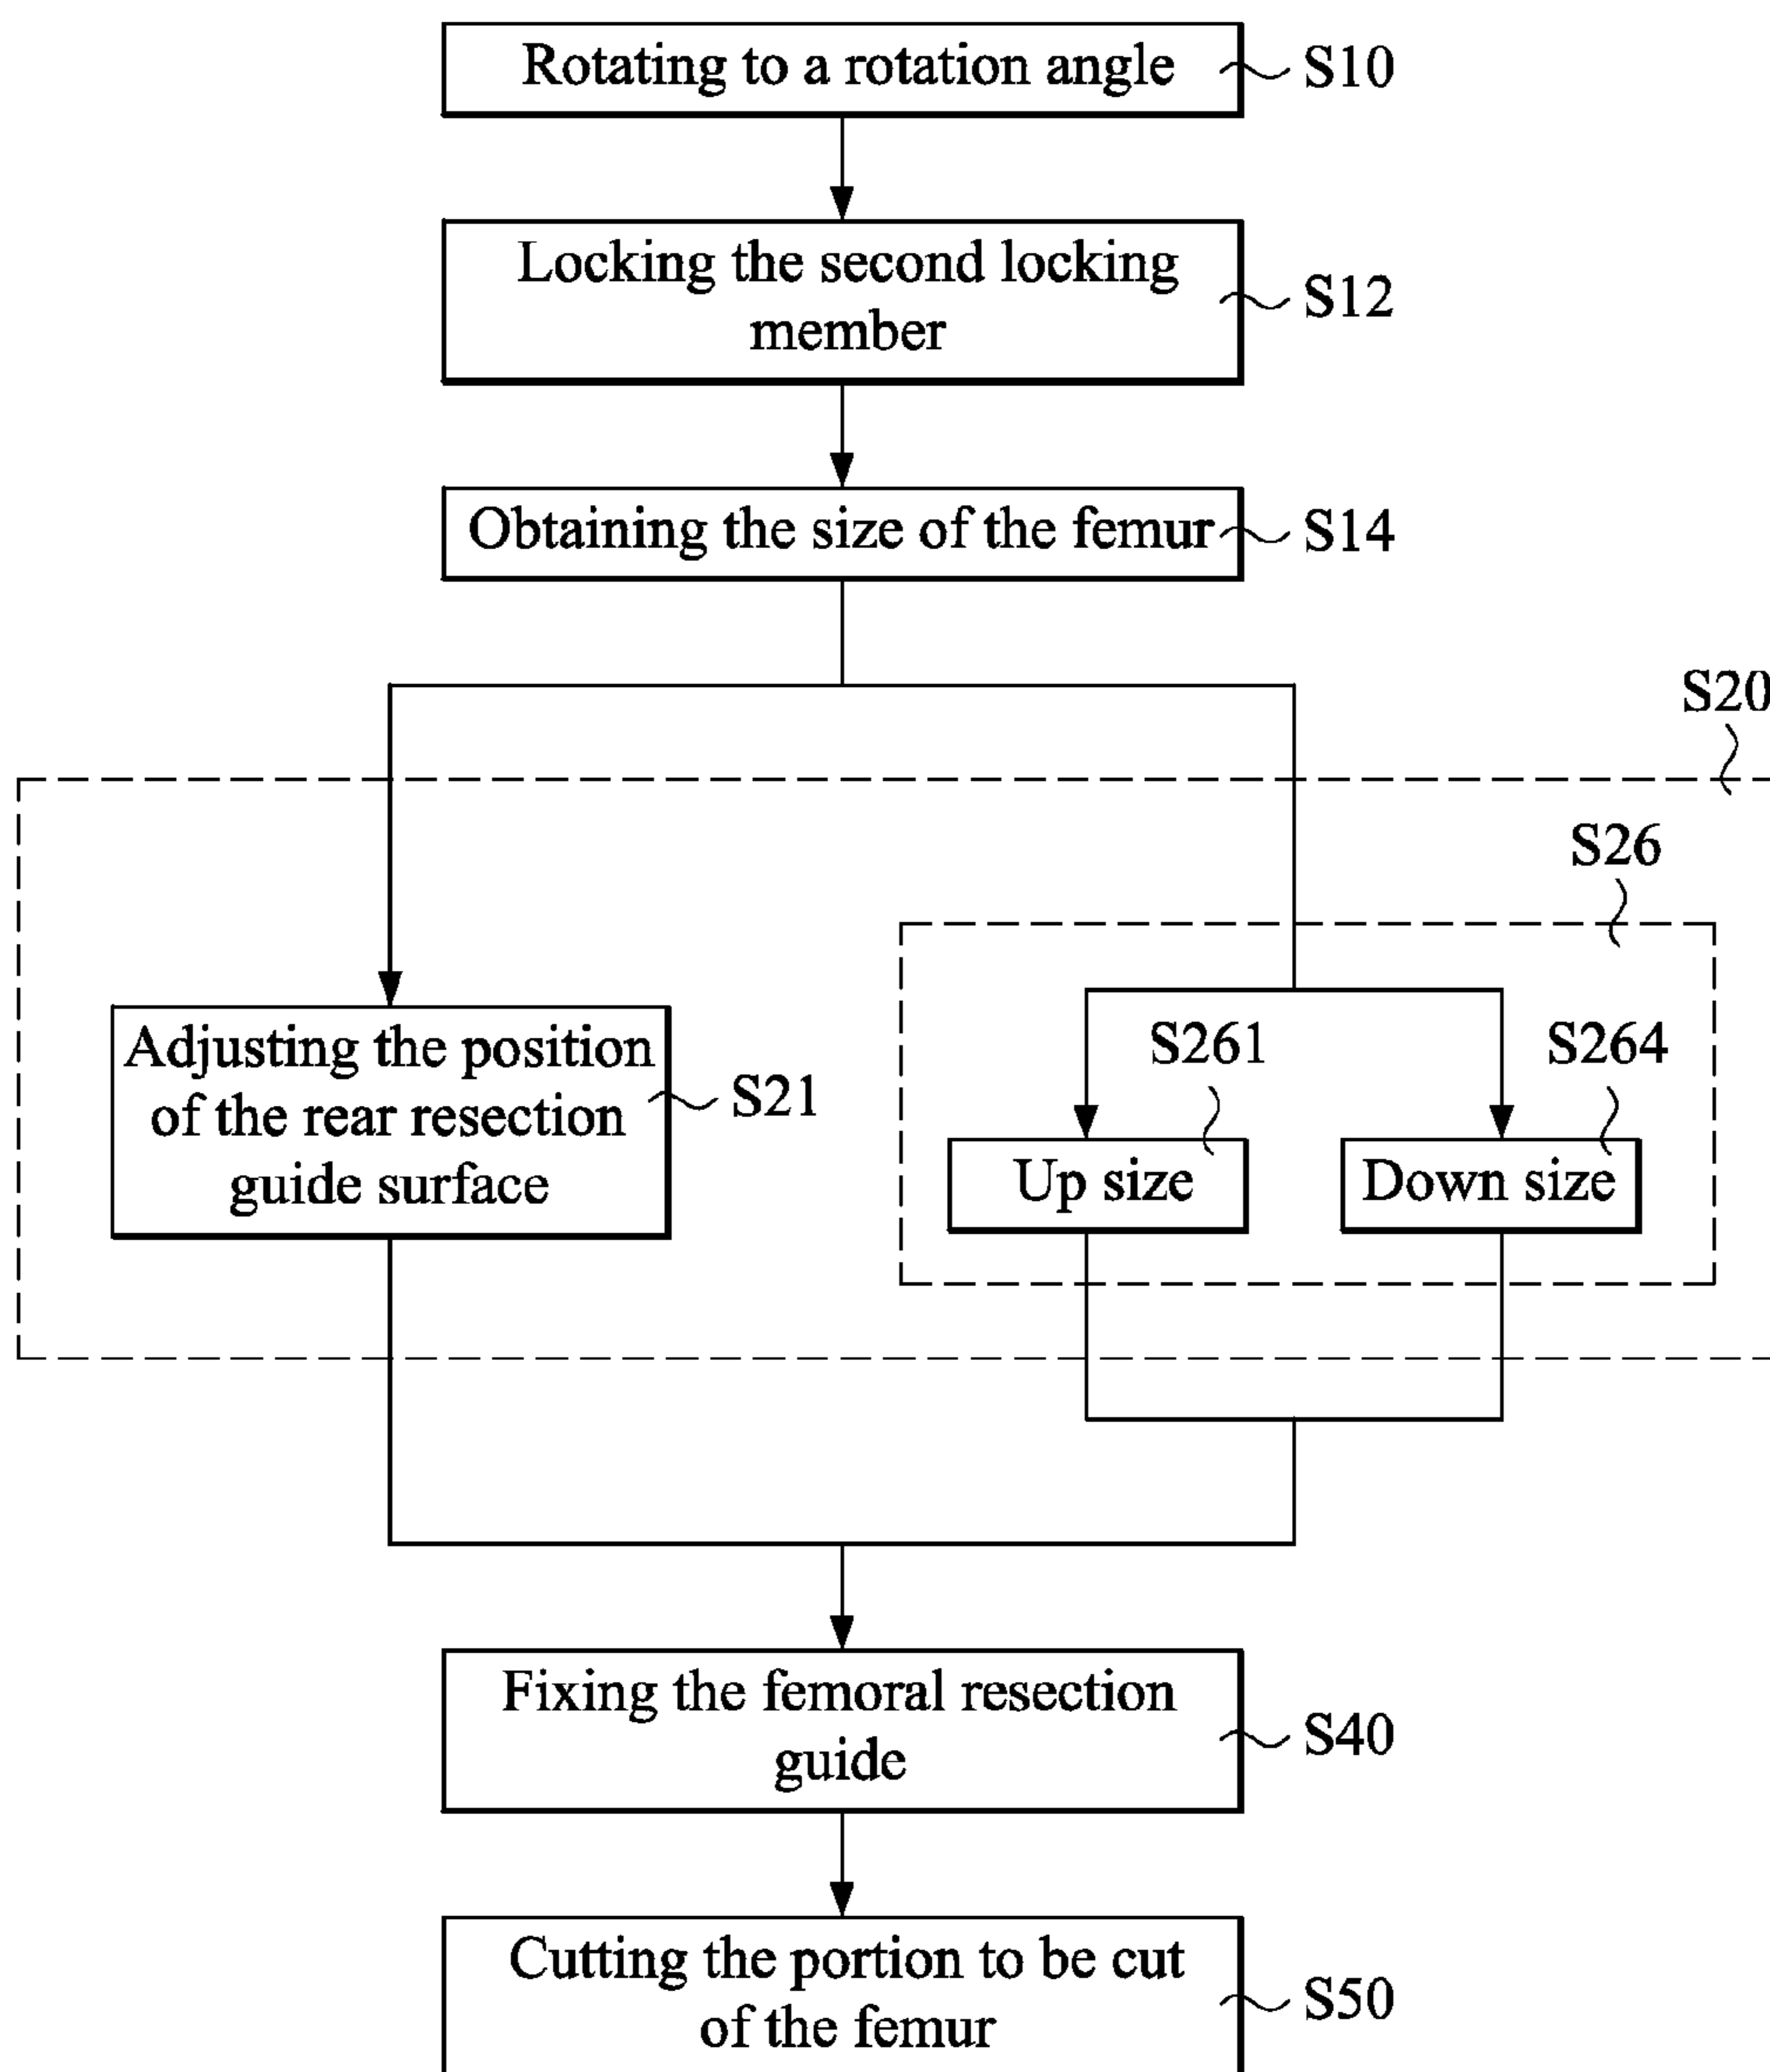 Rotating to a rotation angle
S10
Locking the second locking
member
S12
Obtaining the size of the femur
S14
S20
S26
Adjusting the position
of the rear resection
guide surface
S21
S261
Up size
S264
Down size
Fixing the femoral resection
guide
S40
Cutting the portion to be cut
of the femur
S50